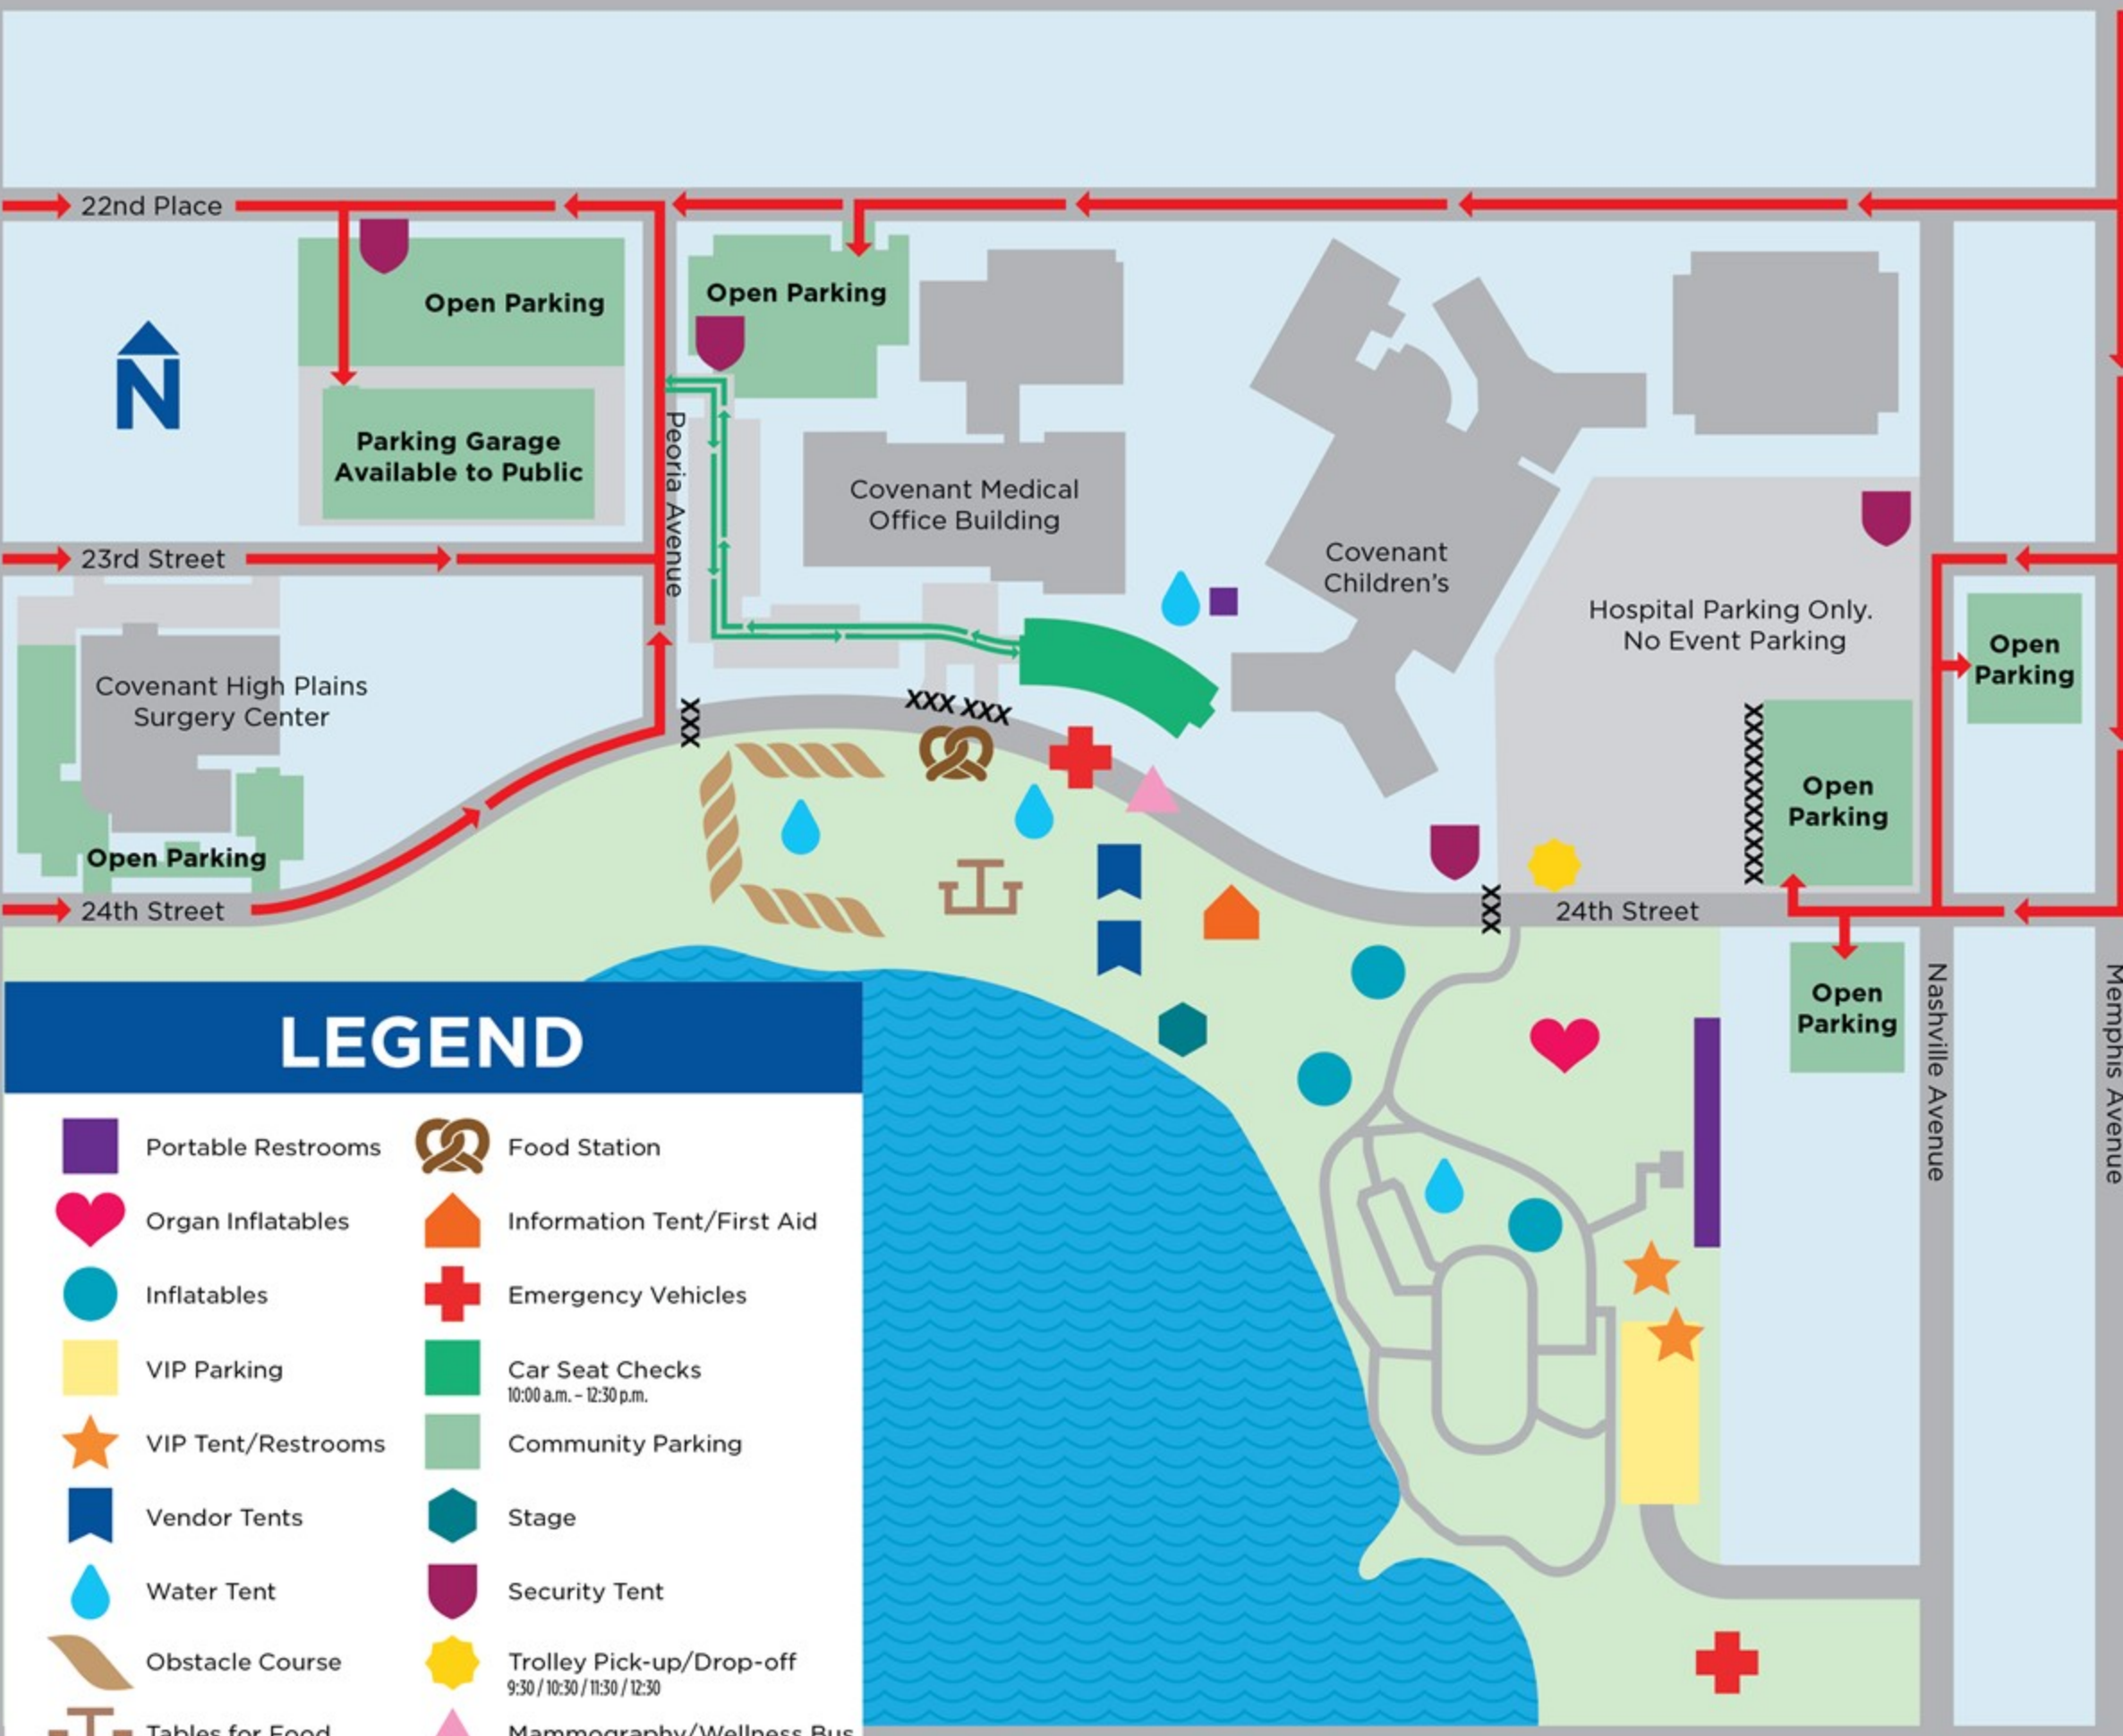 22nd Place
Open Parking
Open Parking
N
Parking Garage
Available to Public
Peoria Avenue
Covenant Medical
Office Building
Covenant
Children's
23rd Street
Hospital Parking Only.
No Event Parking
Open
Parking
Covenant High Plains
Surgery Center
XXX
XXX XXX
XXXXXXXXXXXX
Open
Parking
Open Parking
24th Street
XXX
24th Street
Open
Parking
Nashville Avenue
Memphis Avenue
LEGEND
Portable Restrooms
Food Station
Organ Inflatables
Information Tent/First Aid
Inflatables
Emergency Vehicles
VIP Parking
Car Seat Checks
10:00 a.m. – 12:30 p.m.
VIP Tent/Restrooms
Community Parking
Vendor Tents
Stage
Water Tent
Security Tent
Obstacle Course
Trolley Pick-up/Drop-off
9:30 / 10:30 / 11:30 / 12:30
Tables for Food
Mammography/Wellness Bus